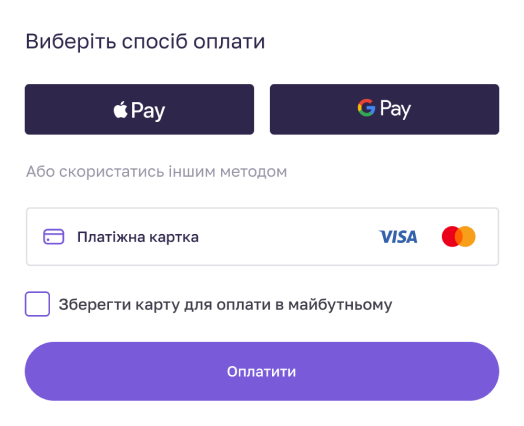 Виберіть спосіб оплати
Pay
G Pay
Або скористатись іншим методом
Платіжна картка VISA
Зберегти карту для оплати в майбутньому
Оплатити